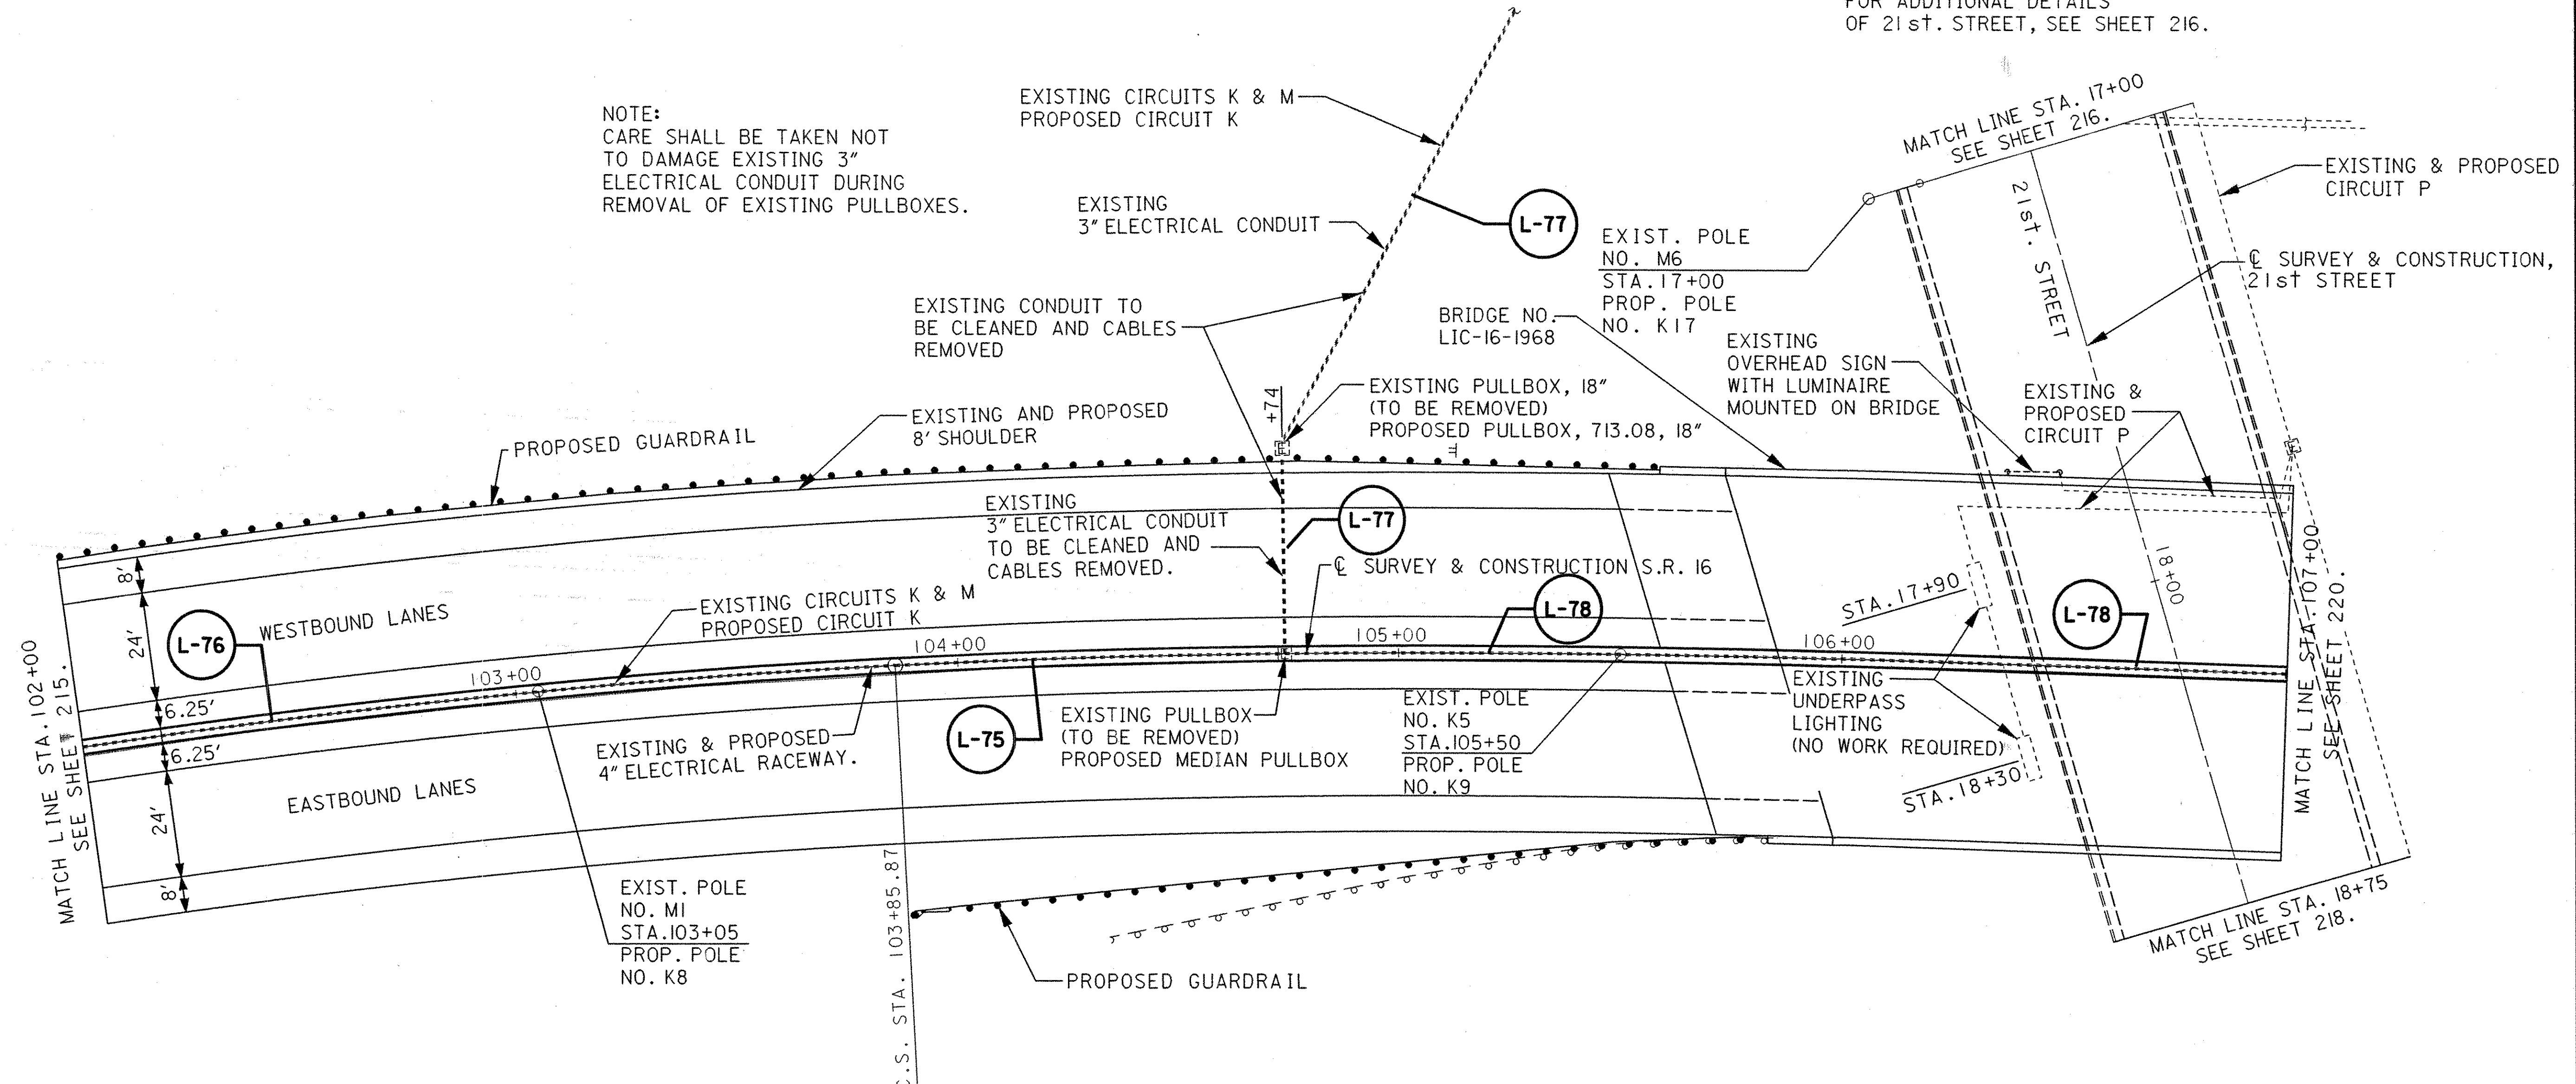 FOR ADDITIONAL DETAILS
OF 21st. STREET, SEE SHEET 216.
NOTE:
CARE SHALL BE TAKEN NOT
TO DAMAGE EXISTING 3"
ELECTRICAL CONDUIT DURING
REMOVAL OF EXISTING PULLBOXES.
EXISTING CIRCUITS K & M
PROPOSED CIRCUIT K
EXISTING
3" ELECTRICAL CONDUIT
L-77
EXISTING CONDUIT TO
BE CLEANED AND CABLES
REMOVED
EXIST. POLE
NO. M6
STA. 17+00
PROP. POLE
NO. K17
MATCH LINE STA. 17+00
SEE SHEET 216.
21st. STREET
EXISTING & PROPOSED
CIRCUIT P
℄ SURVEY & CONSTRUCTION,
21st STREET
BRIDGE NO.
LIC-16-1968
EXISTING
OVERHEAD SIGN
WITH LUMINAIRE
MOUNTED ON BRIDGE
EXISTING &
PROPOSED
CIRCUIT P
+74
EXISTING PULLBOX, 18"
(TO BE REMOVED)
PROPOSED PULLBOX, 713.08, 18"
EXISTING AND PROPOSED
8' SHOULDER
PROPOSED GUARDRAIL
EXISTING
3" ELECTRICAL CONDUIT
TO BE CLEANED AND
CABLES REMOVED.
L-77
℄ SURVEY & CONSTRUCTION S.R. 16
8'
24'
6.25'
6.25'
24'
8'
MATCH LINE STA. 102+00
SEE SHEET 215.
L-76
WESTBOUND LANES
EXISTING CIRCUITS K & M
PROPOSED CIRCUIT K
103+00
104+00
105+00
106+00
L-78
STA. 17+90
L-78
18+00
EXISTING & PROPOSED
4" ELECTRICAL RACEWAY.
L-75
EXISTING PULLBOX
(TO BE REMOVED)
PROPOSED MEDIAN PULLBOX
EXIST. POLE
NO. K5
STA. 105+50
PROP. POLE
NO. K9
EXISTING
UNDERPASS
LIGHTING
(NO WORK REQUIRED)
STA. 18+30
MATCH LINE STA. 107+00
SEE SHEET 220.
EASTBOUND LANES
EXIST. POLE
NO. M1
STA. 103+05
PROP. POLE
NO. K8
STA. 103+85.87
PROPOSED GUARDRAIL
MATCH LINE STA. 18+75
SEE SHEET 218.